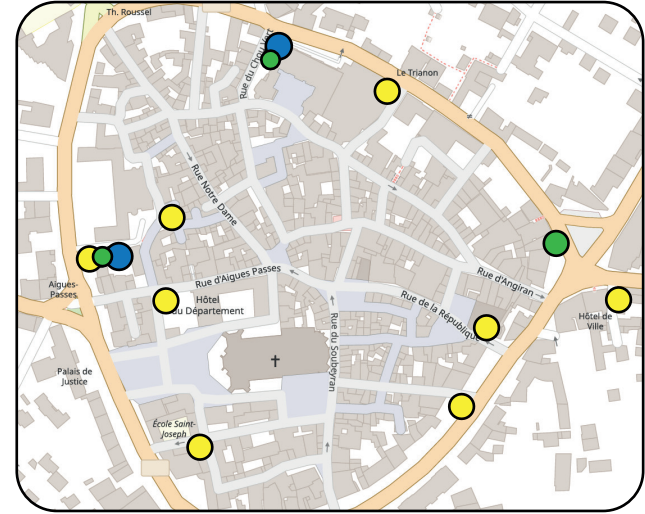 Th. Roussel
Rue du Chou Vert
Le Trianon
Rue Notre Dame
Aigues-
Passes
Rue d'Aigues Passes
Hôtel
du Département
Rue d'Angiran
Rue de la République
Hôtel de
Ville
Rue du Soubeyran
Palais de
Justice
École Saint-
Joseph